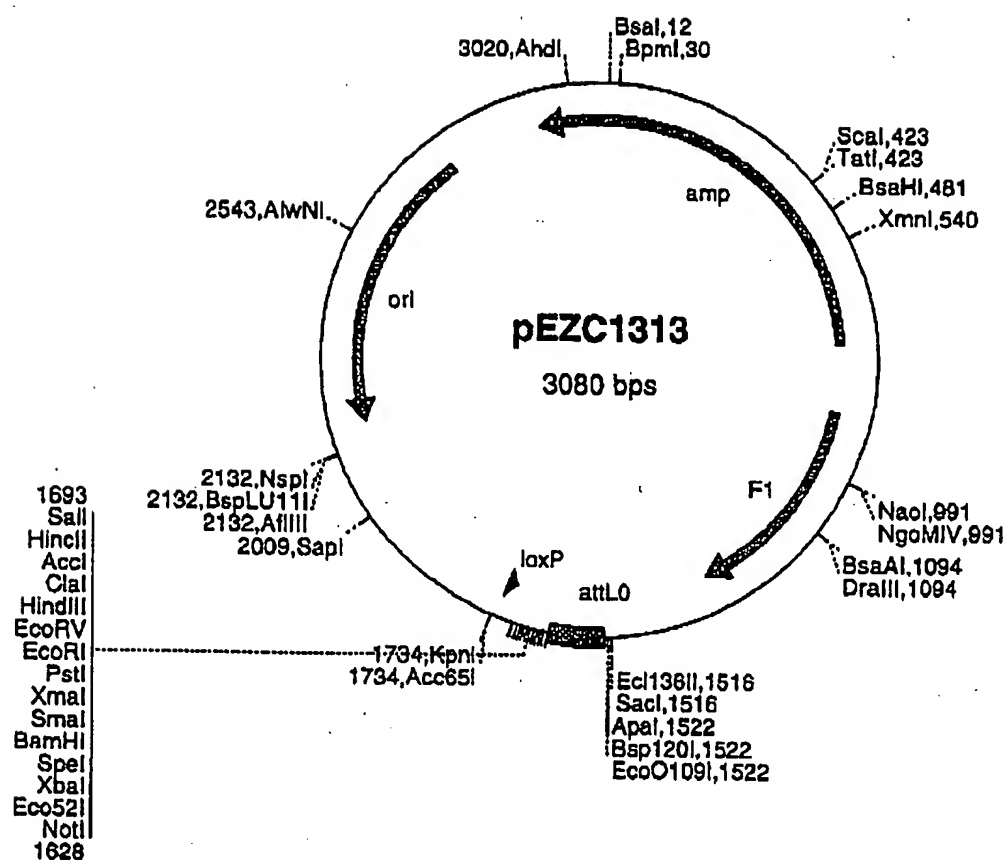 BsaI,12
3020,AhdI
BpmI,30
ScaI,423
TatI,423
BsaHI,481
XmnI,540
amp
2543,AlwNI
ori
pEZC1313
3080 bps
F1
NaoI,991
NgoMIV,991
BsaAI,1094
DraIII,1094
2132,NspI
2132,BspLU11I
2132,AflIII
2009,SapI
loxP
attL0
1734,KpnI
1734,Acc65I
Ecl136II,1516
SacI,1516
ApaI,1522
Bsp120I,1522
EcoO109I,1522
1693
SalI
HincII
AccI
ClaI
HindIII
EcoRV
EcoRI
PstI
XmaI
SmaI
BamHI
SpeI
XbaI
Eco52I
NotI
1628